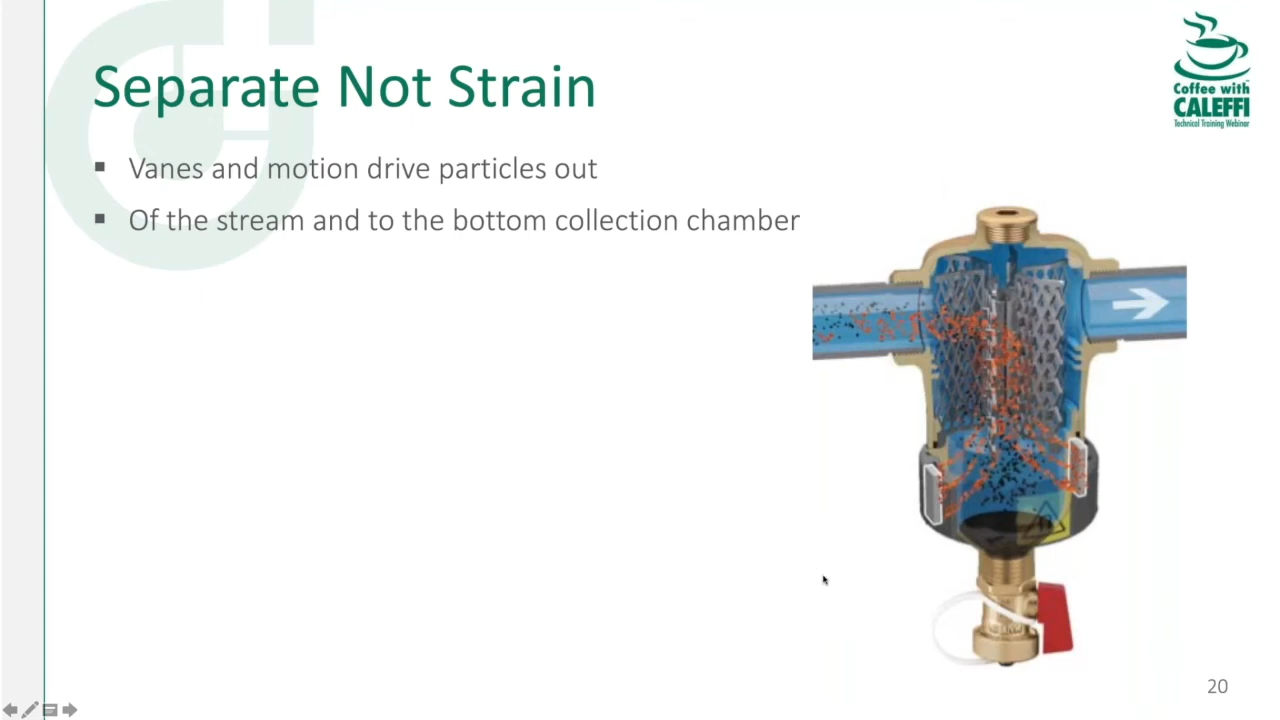 Separate Not Strain
Vanes and motion drive particles out
Of the stream and to the bottom collection chamber
Coffee with
CALEFFI
Technical Training Webinar
20